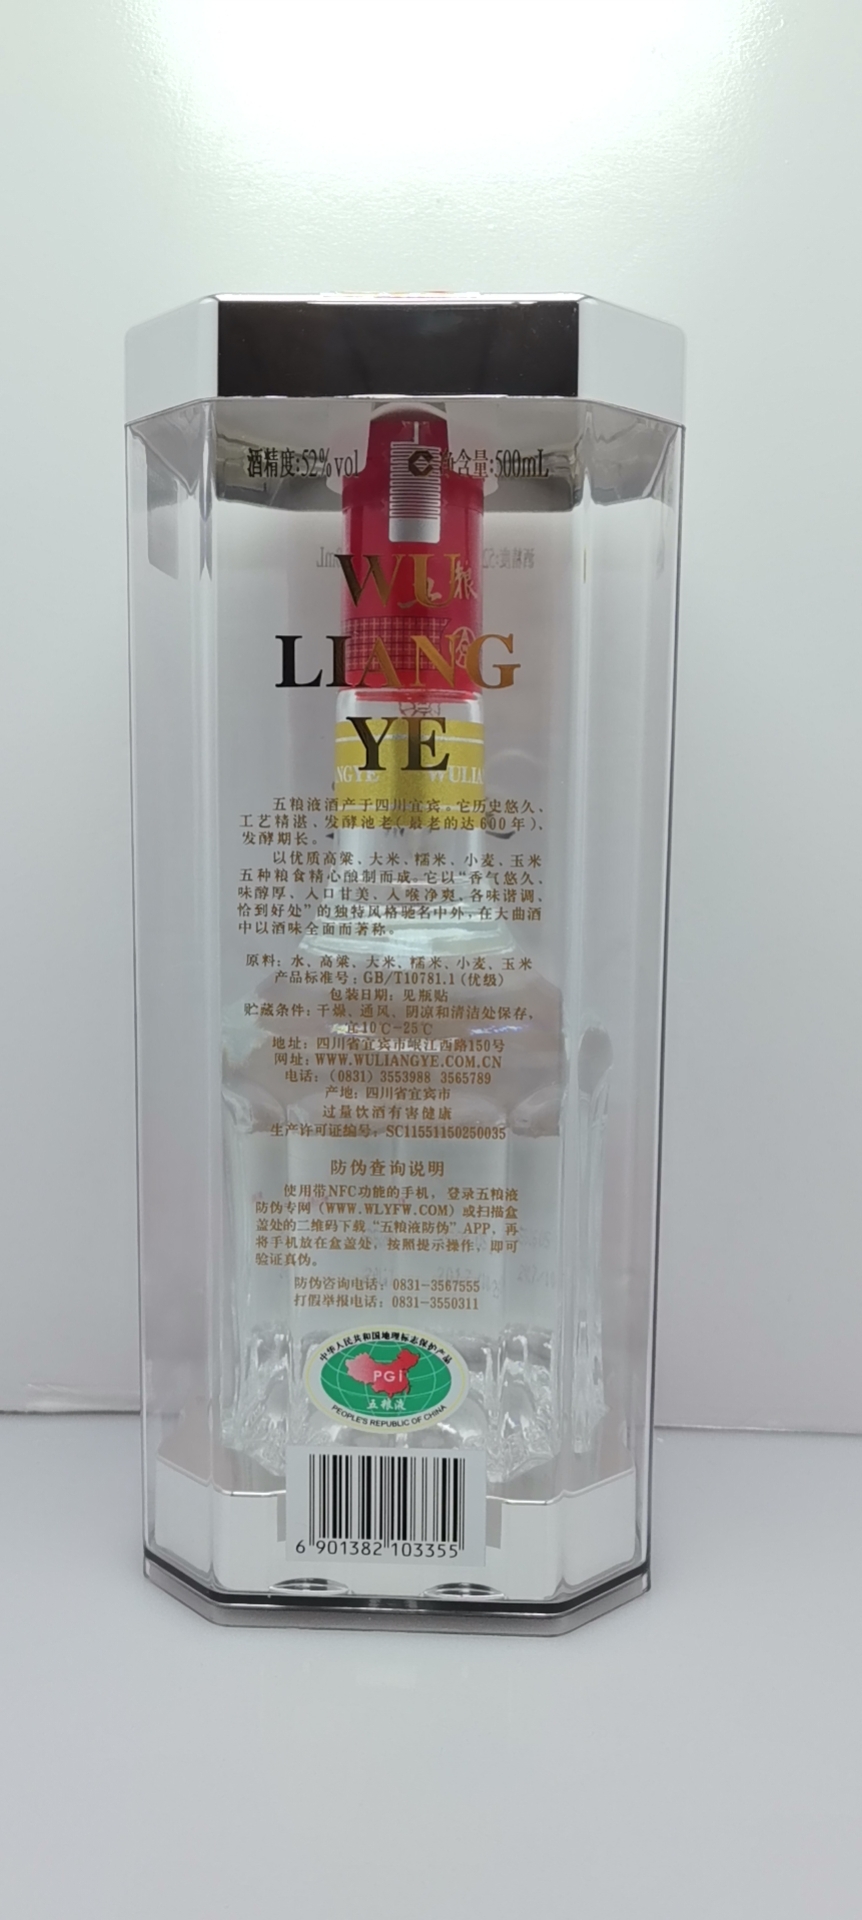 酒精度:52%vol
净含量:500mL
WU
LIANG
YE
NGYE WULIA
五粮液酒产于四川宜宾。它历史悠久、
工艺精湛、发酵池老(最老的达600年)、
发酵期长。
以优质高粱、大米、糯米、小麦、玉米
五种粮食精心酿制而成。它以“香气悠久、
味醇厚、入口甘美、入喉净爽、各味谐调、
恰到好处”的独特风格驰名中外,在大曲酒
中以酒味全面而著称。
原料: 水、高粱、大米、糯米、小麦、玉米
产品标准号: GB/T10781.1(优级)
包装日期: 见瓶贴
贮藏条件: 干燥、通风、阴凉和清洁处保存,
宜10℃-25℃
地址: 四川省宜宾市岷江西路150号
网址: WWW.WULIANGYE.COM.CN
电话: (0831) 3553988 3565789
产地: 四川省宜宾市
过量饮酒有害健康
生产许可证编号: SC11551150250035
防伪查询说明
使用带NFC功能的手机, 登录五粮液
防伪专网(WWW.WLYFW.COM)或扫描盒
盖处的二维码下载“五粮液防伪”APP, 再
将手机放在盒盖处, 按照提示操作, 即可
验证真伪。
防伪咨询电话: 0831-3567555
打假举报电话: 0831-3550311
中华人民共和国地理标志保护产品
PGI
五粮液
PEOPLE'S REPUBLIC OF CHINA
6 901382 103355